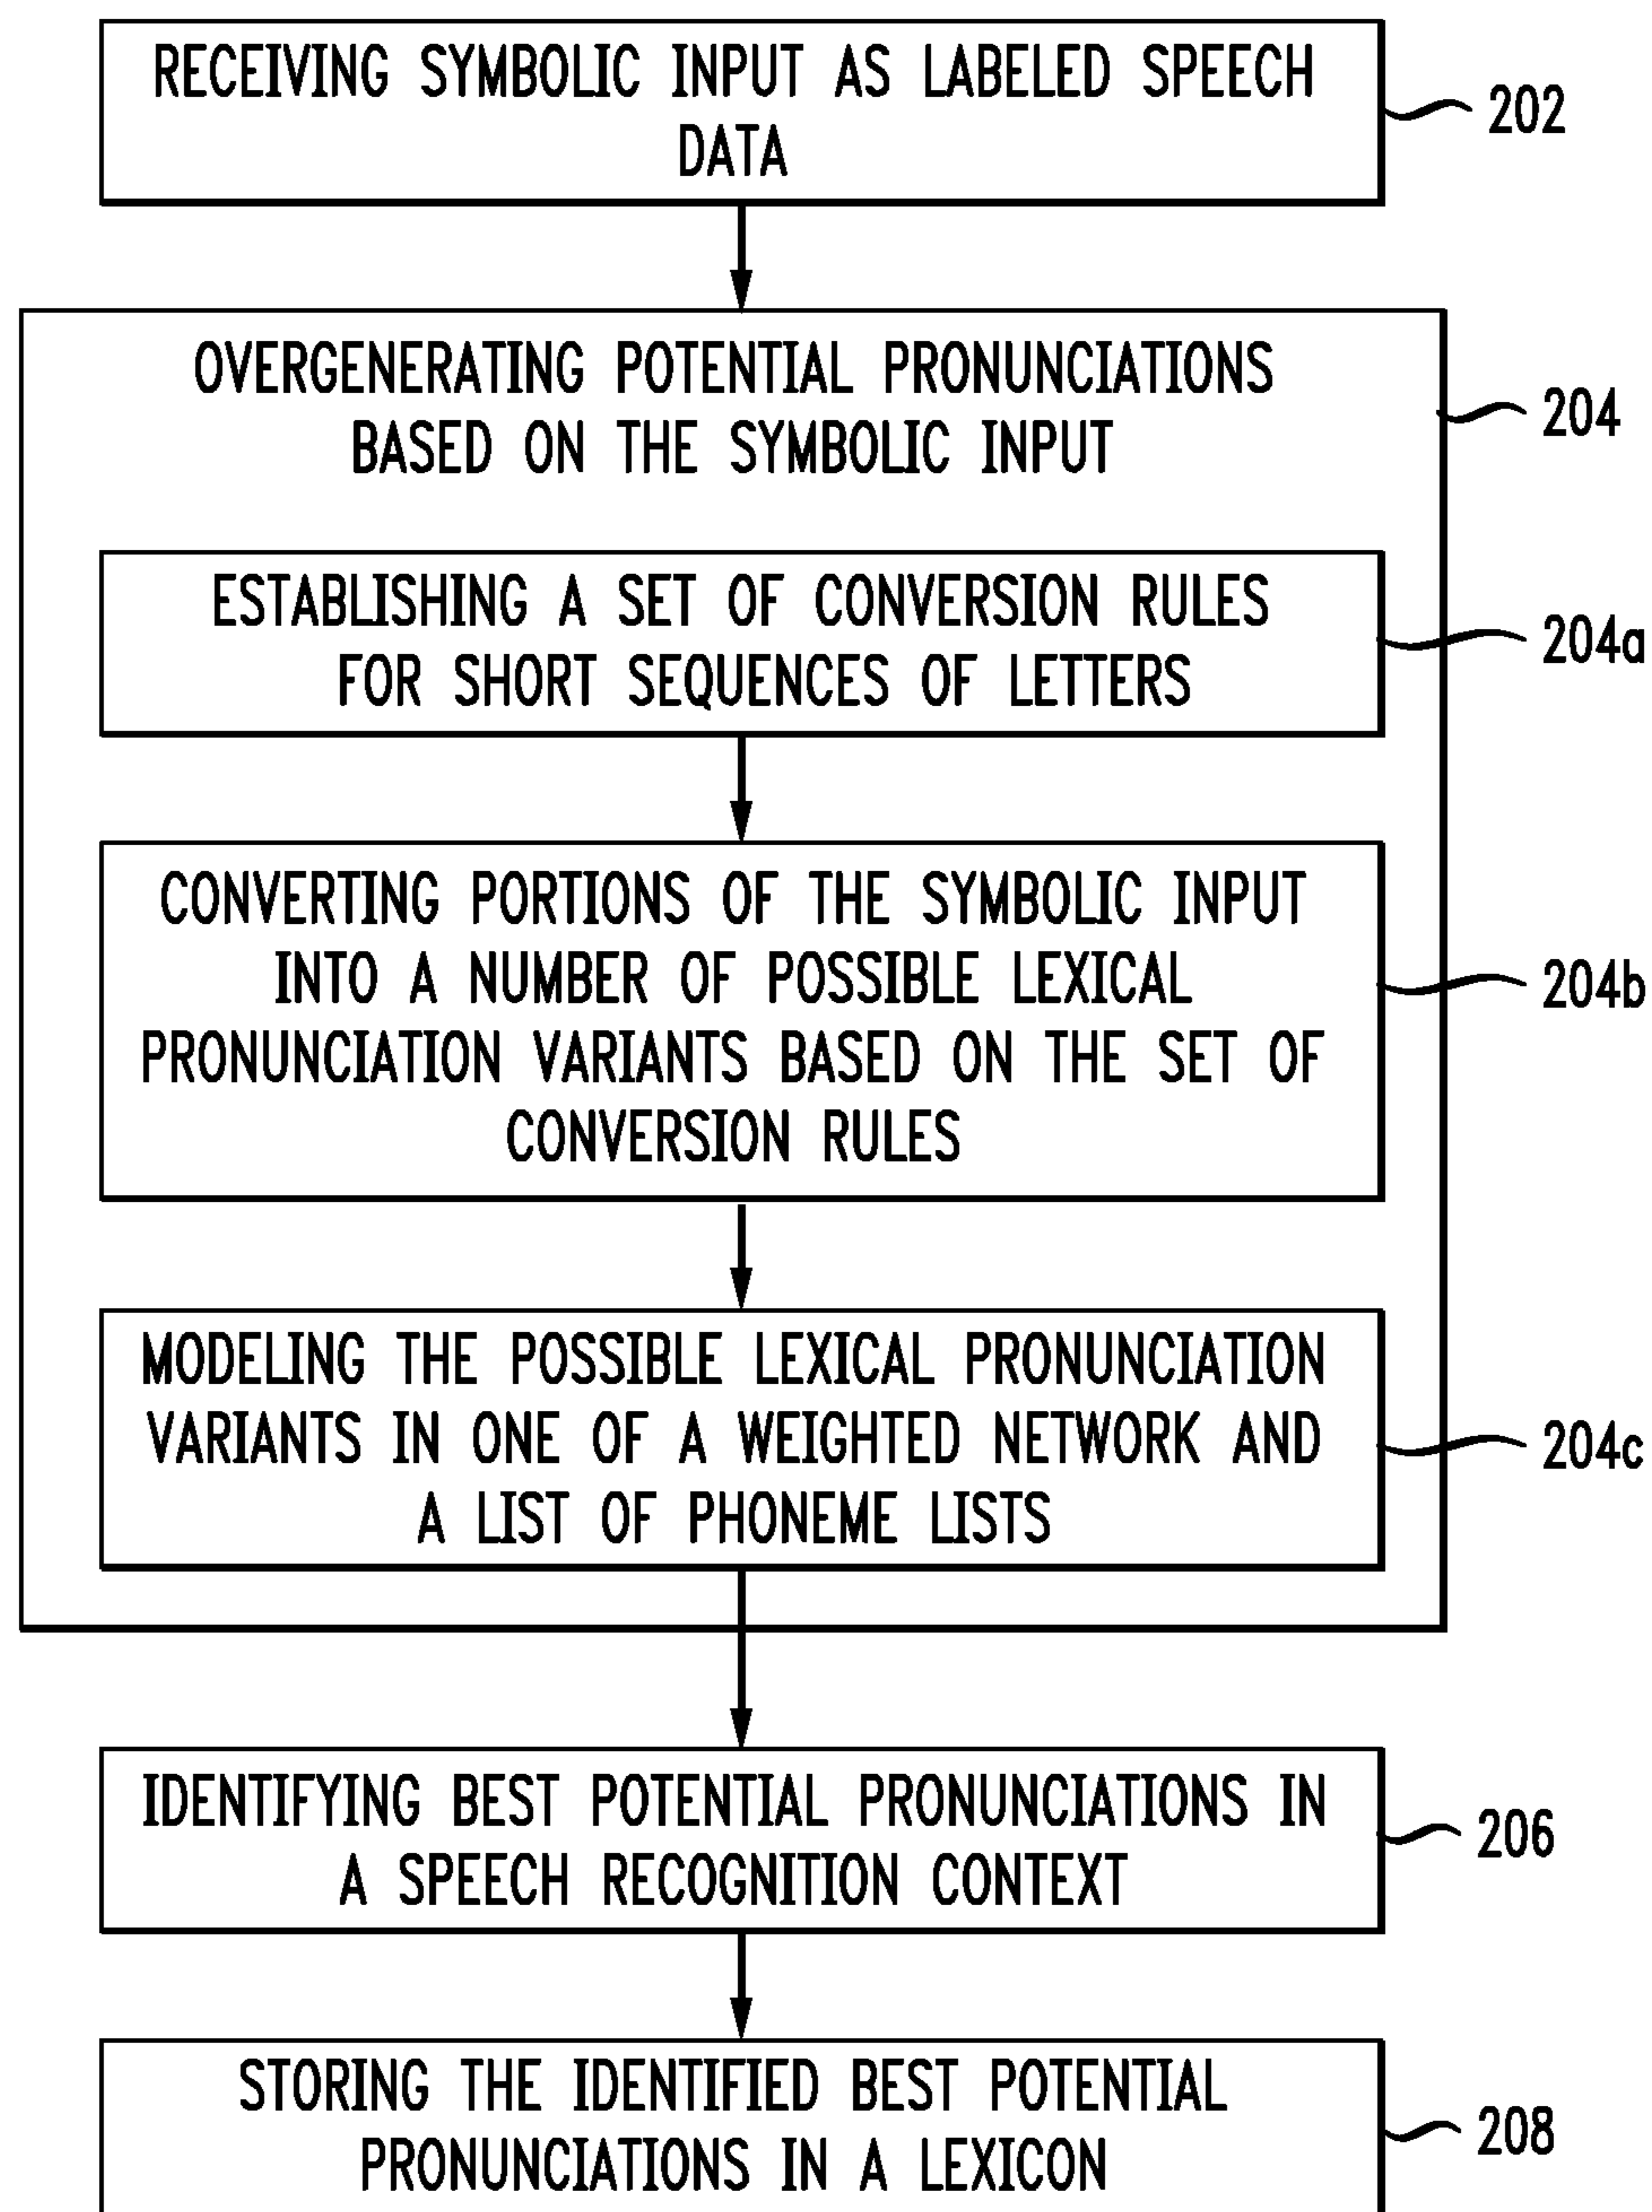 RECEIVING SYMBOLIC INPUT AS LABELED SPEECH
DATA
202
OVERGENERATING POTENTIAL PRONUNCIATIONS
BASED ON THE SYMBOLIC INPUT
204
ESTABLISHING A SET OF CONVERSION RULES
FOR SHORT SEQUENCES OF LETTERS
204a
CONVERTING PORTIONS OF THE SYMBOLIC INPUT
INTO A NUMBER OF POSSIBLE LEXICAL
PRONUNCIATION VARIANTS BASED ON THE SET OF
CONVERSION RULES
204b
MODELING THE POSSIBLE LEXICAL PRONUNCIATION
VARIANTS IN ONE OF A WEIGHTED NETWORK AND
A LIST OF PHONEME LISTS
204c
IDENTIFYING BEST POTENTIAL PRONUNCIATIONS IN
A SPEECH RECOGNITION CONTEXT
206
STORING THE IDENTIFIED BEST POTENTIAL
PRONUNCIATIONS IN A LEXICON
208